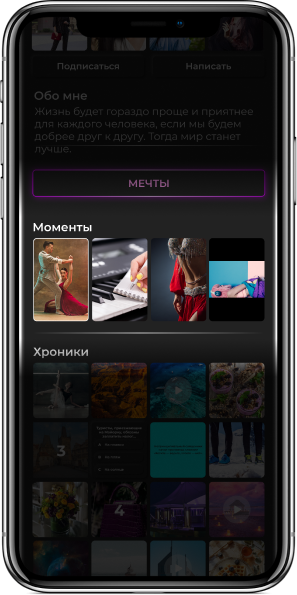 Подписаться
Написать
Обо мне
Жизнь будет гораздо проще и приятнее
для каждого человека, если мы будем
добрее друг к другу. Тогда мир станет
лучше.
МЕЧТЫ
Моменты
Хроники
3
4